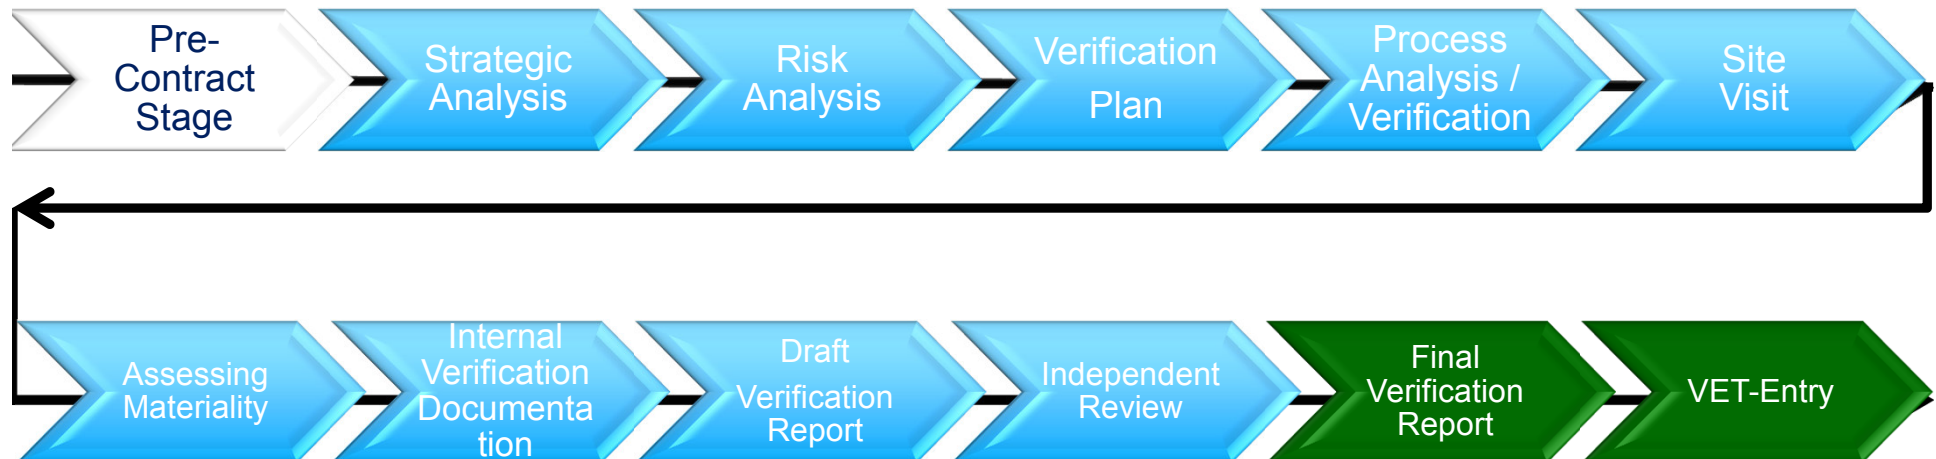 Pre-
Contract
Stage
Strategic
Analysis
Risk
Analysis
Verification
Plan
Process
Analysis /
Verification
Site
Visit
Assessing
Materiality
Internal
Verification
Documenta
tion
Draft
Verification
Report
Independent
Review
Final
Verification
Report
VET-Entry